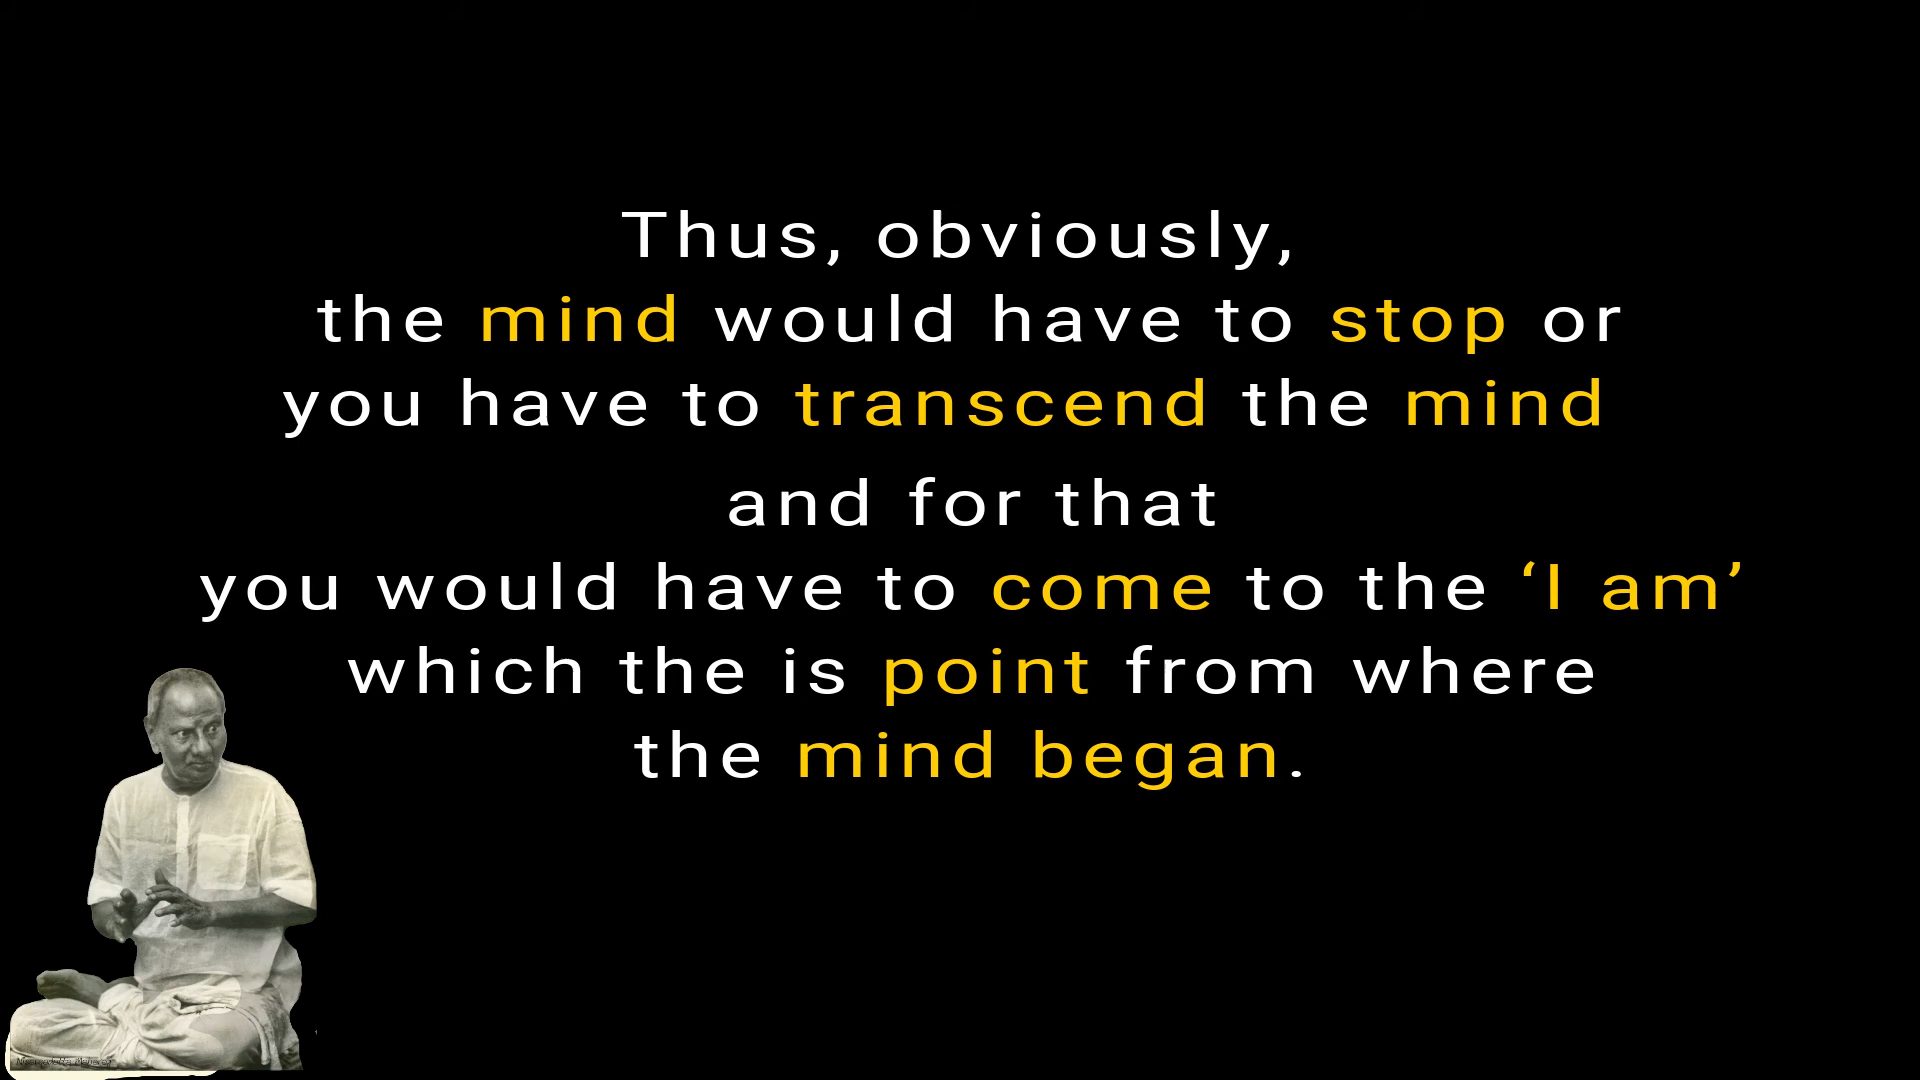 Thus, obviously,
the mind would have to stop or
you have to transcend the mind
and for that
you would have to come to the ‘I am’
which the is point from where
the mind began.